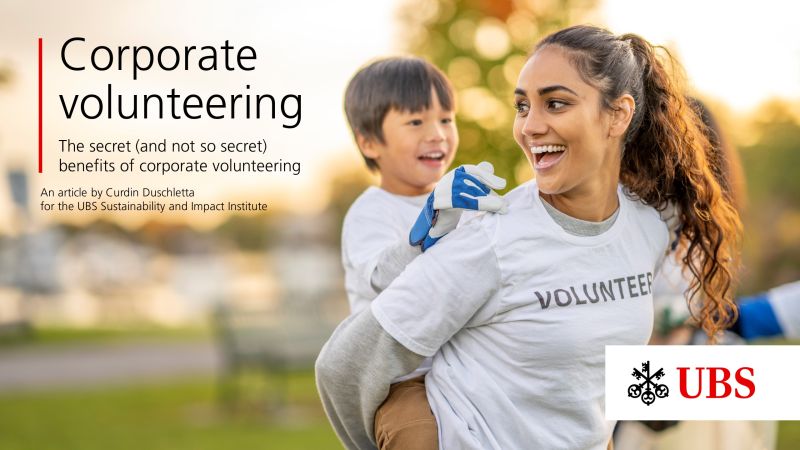 Corporate
volunteering
The secret (and not so secret)
benefits of corporate volunteering
An article by Curdin Duschletta
for the UBS Sustainability and Impact Institute
VOLUNTEER
UBS